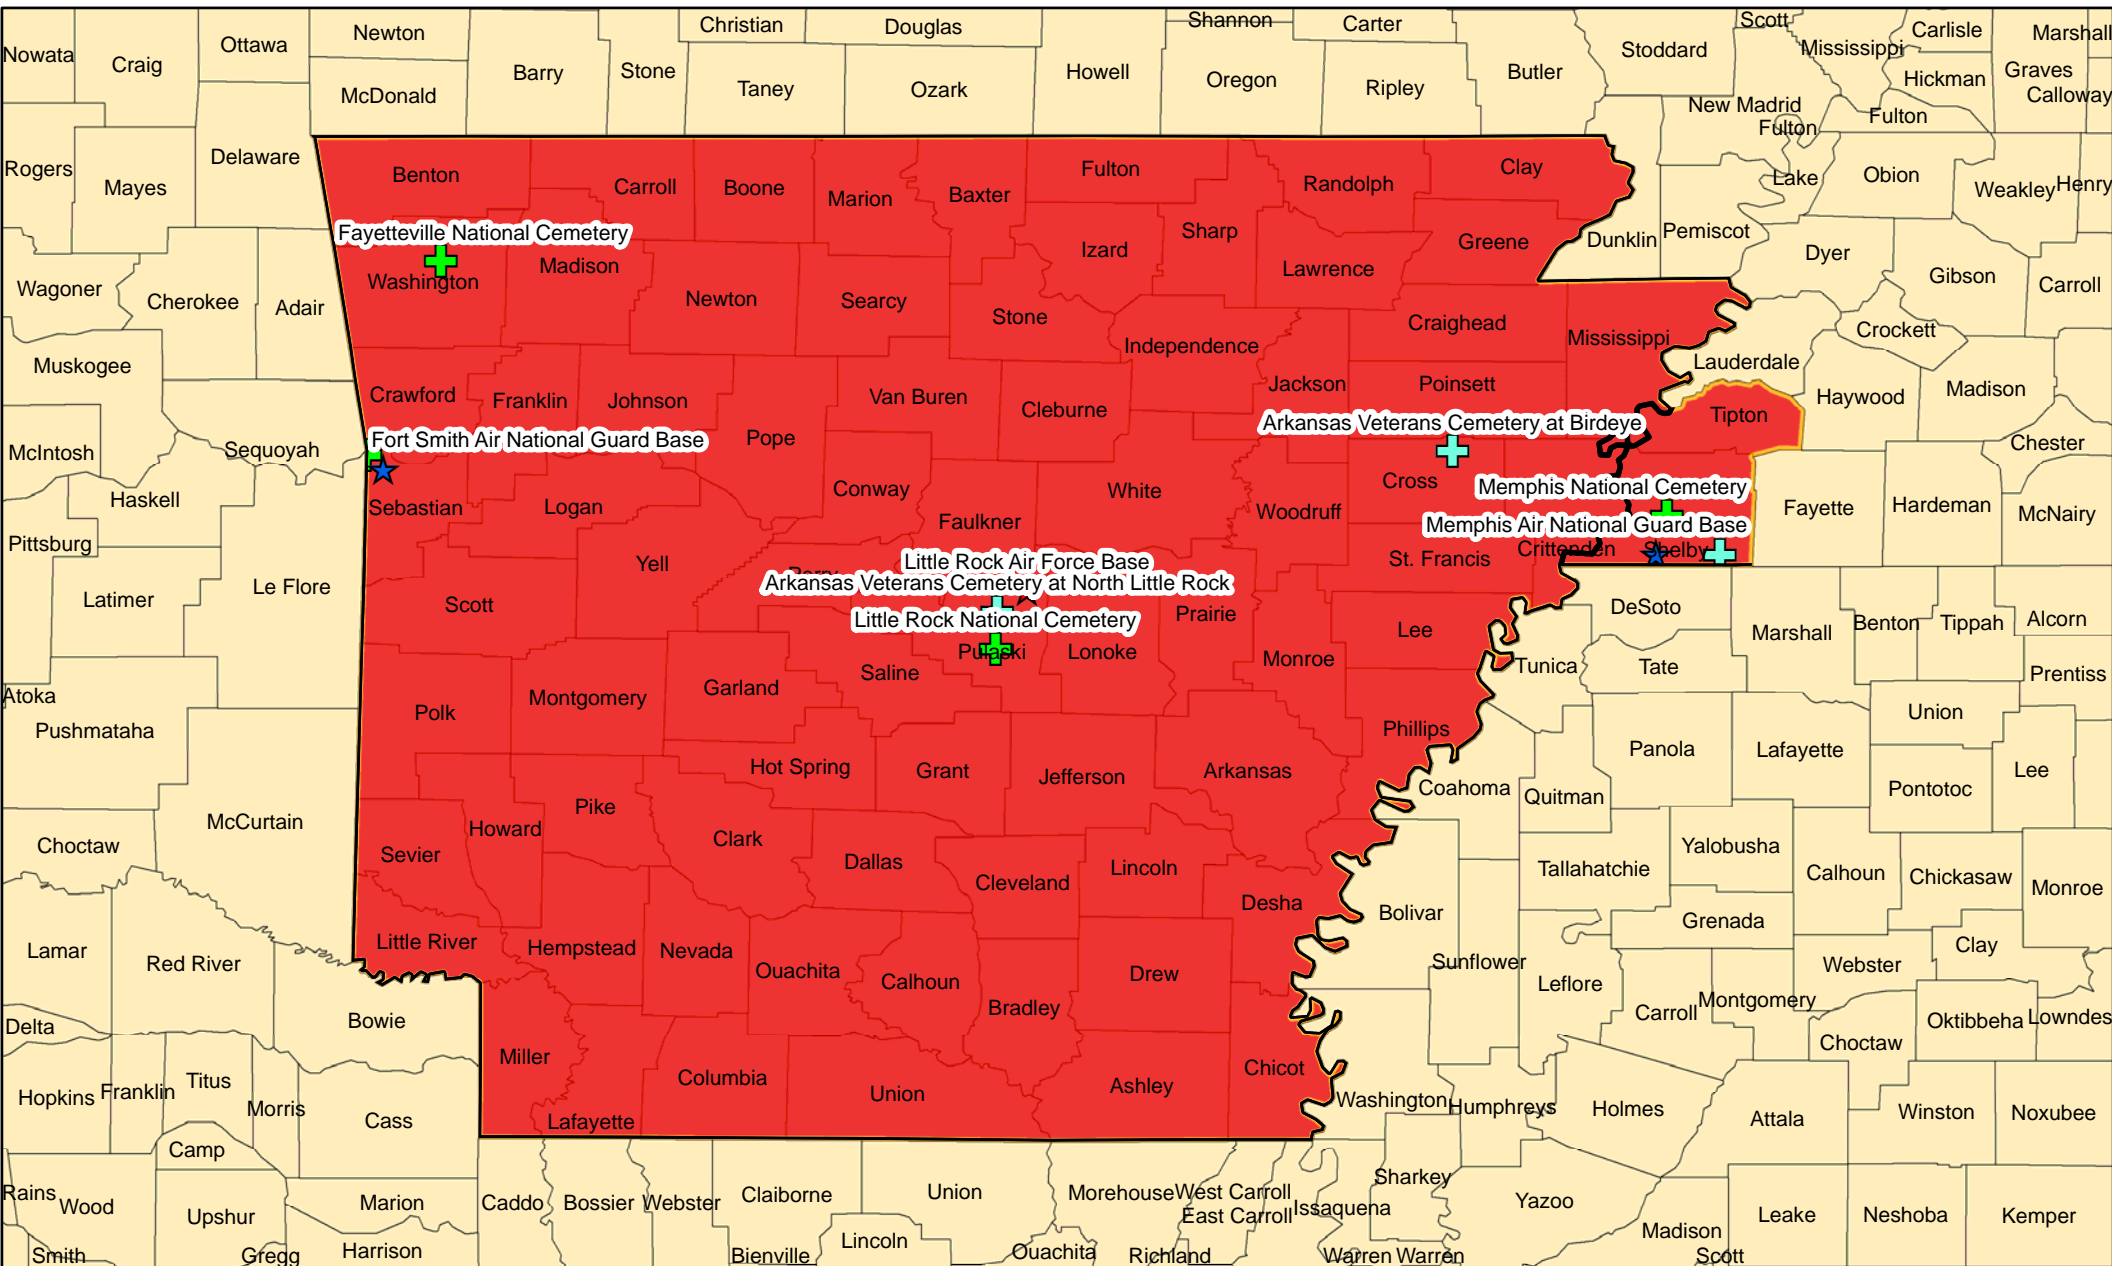 Nowata
Craig
Ottawa
Newton
McDonald
Barry
Stone
Christian
Taney
Douglas
Ozark
Howell
Shannon
Oregon
Carter
Ripley
Butler
Stoddard
Scott
Mississippi
Carlisle
Hickman
Marshall
Graves
Calloway
New Madrid
Fulton
Fulton
Rogers
Mayes
Delaware
Benton
Carroll
Boone
Marion
Baxter
Fulton
Randolph
Clay
Lake
Obion
Weakley
Henry
Fayetteville National Cemetery
Washington
Madison
Izard
Sharp
Lawrence
Greene
Dunklin
Pemiscot
Dyer
Gibson
Carroll
Wagoner
Cherokee
Adair
Newton
Searcy
Stone
Independence
Craighead
Mississippi
Crockett
Lauderdale
Muskogee
Crawford
Franklin
Johnson
Van Buren
Cleburne
Jackson
Poinsett
Haywood
Madison
Tipton
Arkansas Veterans Cemetery at Birdeye
Fort Smith Air National Guard Base
Pope
McIntosh
Sequoyah
Chester
Haskell
Sebastian
Logan
Conway
White
Faulkner
Woodruff
Cross
Memphis National Cemetery
Memphis Air National Guard Base
Fayette
Hardeman
McNairy
Pittsburg
Yell
Perry
St. Francis
Crittenden
Shelby
Little Rock Air Force Base
Arkansas Veterans Cemetery at North Little Rock
Little Rock National Cemetery
Latimer
Le Flore
Scott
Prairie
Lee
DeSoto
Marshall
Benton
Tippah
Alcorn
Pulaski
Lonoke
Saline
Monroe
Tunica
Tate
Prentiss
Atoka
Pushmataha
Polk
Montgomery
Garland
Phillips
Union
Panola
Lafayette
Lee
Hot Spring
Grant
Jefferson
Arkansas
Coahoma
Quitman
Pontotoc
McCurtain
Choctaw
Pike
Howard
Clark
Sevier
Dallas
Cleveland
Lincoln
Desha
Tallahatchie
Yalobusha
Calhoun
Chickasaw
Monroe
Bolivar
Grenada
Lamar
Red River
Little River
Hempstead
Nevada
Ouachita
Calhoun
Drew
Bradley
Sunflower
Leflore
Webster
Clay
Carroll
Montgomery
Delta
Bowie
Oktibbeha
Lowndes
Choctaw
Hopkins
Franklin
Titus
Morris
Cass
Miller
Lafayette
Columbia
Union
Ashley
Chicot
Washington
Humphreys
Holmes
Attala
Winston
Noxubee
Camp
Rains
Wood
Upshur
Marion
Caddo
Bossier
Webster
Claiborne
Union
Morehouse
West Carroll
East Carroll
Issaquena
Sharkey
Yazoo
Madison
Leake
Neshoba
Kemper
Smith
Gregg
Harrison
Bienville
Lincoln
Ouachita
Richland
Warren
Warren
Scott